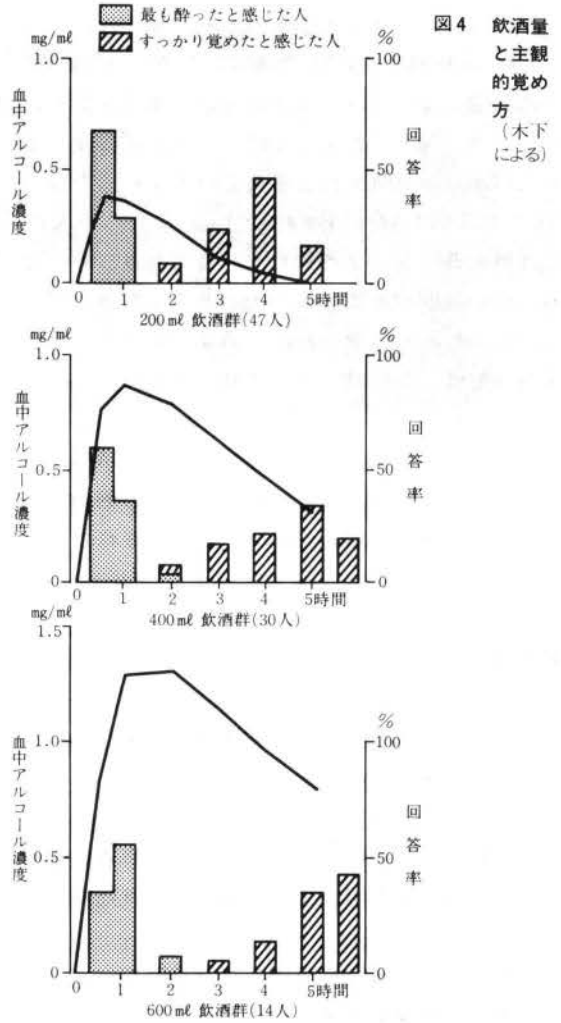 最も酔ったと感じた人
すっかり覚めたと感じた人
図4 飲酒量
と主観
的覚め
方
(木下
による)
mg/mℓ
%
1.0
100
血中アルコール濃度
0.5
50
回答率
0
0
0
1
2
3
4
5時間
200mℓ 飲酒群(47人)
mg/mℓ
%
1.0
100
血中アルコール濃度
0.5
50
回答率
0
0
0
1
2
3
4
5時間
400mℓ 飲酒群(30人)
mg/mℓ
1.5
%
1.0
100
血中アルコール濃度
0.5
50
回答率
0
0
0
1
2
3
4
5時間
600mℓ 飲酒群(14人)